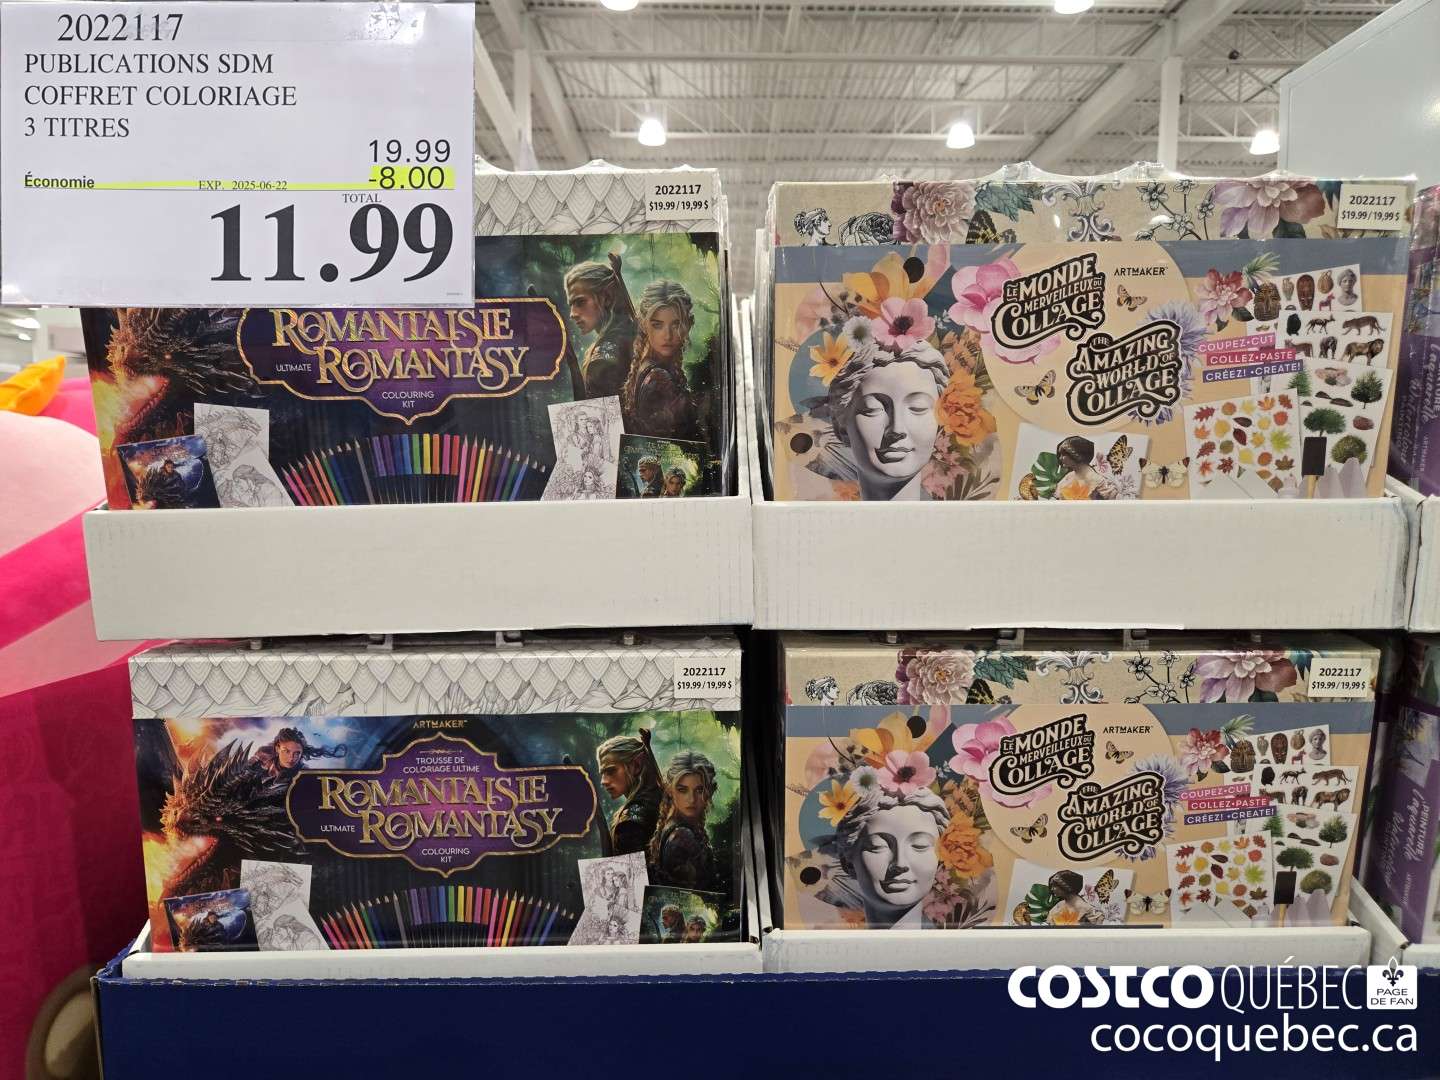 2022117
PUBLICATIONS SDM
COFFRET COLORIAGE
3 TITRES
19.99
Économie EXP. 2025-06-22 -8.00
TOTAL
11.99
2022117
$19.99 / 19,99 $
ROMANTAISIE
ULTIMATE ROMANTASY
COLOURING
KIT
2022117
$19.99 / 19,99 $
ARTMAKER™
LE MONDE
MERVEILLEUX DU
COLLAGE
THE
AMAZING
WORLD OF
COLLAGE
COUPEZ • CUT
COLLEZ • PASTE
CRÉEZ! • CREATE!
2022117
$19.99 / 19,99 $
ARTMAKER™
TROUSSE DE
COLORIAGE ULTIME
ROMANTAISIE
ULTIMATE ROMANTASY
COLOURING
KIT
2022117
$19.99 / 19,99 $
ARTMAKER™
LE MONDE
MERVEILLEUX DU
COLLAGE
THE
AMAZING
WORLD OF
COLLAGE
COUPEZ • CUT
COLLEZ • PASTE
CRÉEZ! • CREATE!
COSTCO QUÉBEC PAGE
DE FAN
cocoquebec.ca